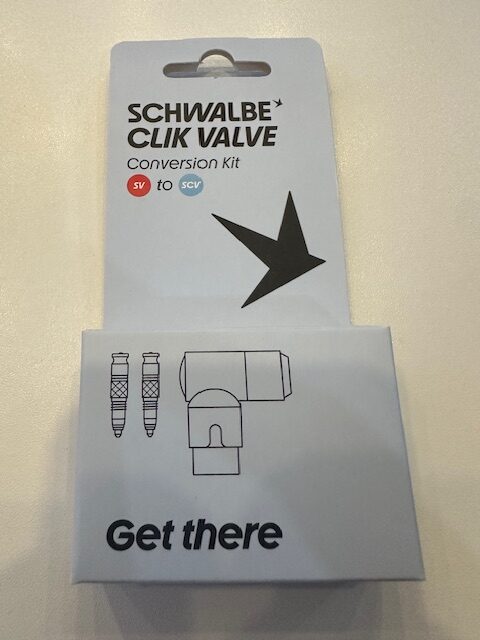 SCHWALBE
CLIK VALVE
Conversion Kit
SV to SCV
Get there